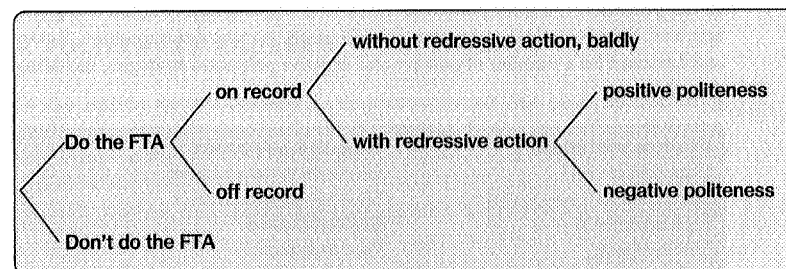 without redressive action, baldly
on record
positive politeness
Do the FTA
with redressive action
off record
negative politeness
Don't do the FTA